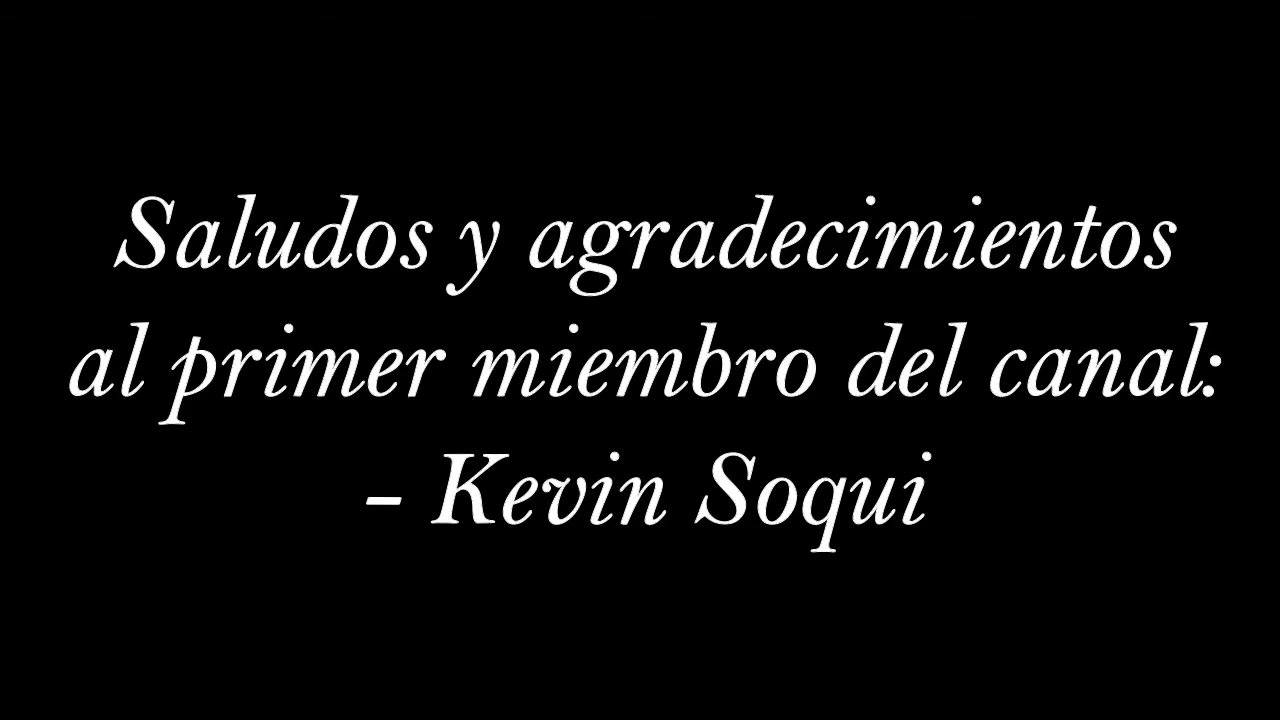 Saludos y agradecimientos
al primer miembro del canal:
- Kevin Soqui